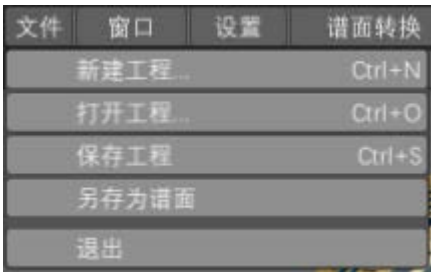 文件 窗口 设置 谱面转换
新建工程... Ctrl+N
打开工程... Ctrl+O
保存工程 Ctrl+S
另存为谱面
退出